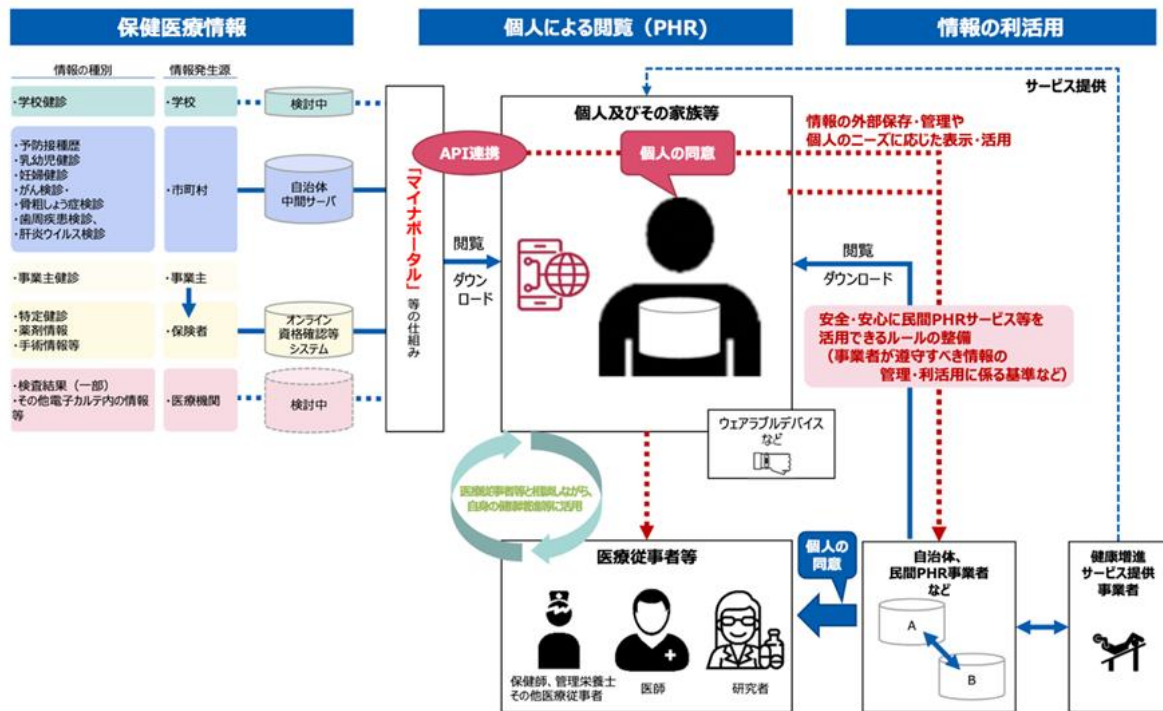 保健医療情報
個人による閲覧（PHR)
情報の利活用
情報の種別
情報発生源
・学校健診
・学校
検討中
・予防接種歴
・乳幼児健診
・妊婦健診
・がん検診・
・骨粗しょう症検診
・歯周疾患検診、
・肝炎ウイルス検診
・市町村
自治体
中間サーバ
・事業主健診
・事業主
・特定健診
・薬剤情報
・手術情報等
・保険者
オンライン
資格確認等
システム
・検査結果（一部）
・その他電子カルテ内の情報
等
・医療機関
検討中
「マイナポータル」等の仕組み
API連携
閲覧
ダウン
ロード
個人及びその家族等
個人の同意
ウェアラブルデバイス
など
サービス提供
情報の外部保存・管理や
個人のニーズに応じた表示・活用
閲覧
ダウンロード
安全・安心に民間PHRサービス等を
活用できるルールの整備
（事業者が遵守すべき情報の
管理・利活用に係る基準など）
医療従事者等と相談しながら、
自身の健康増進等に活用
医療従事者等
保健師、管理栄養士
その他医療従事者
医師
研究者
個人の
同意
自治体、
民間PHR事業者
など
A
B
健康増進
サービス提供
事業者